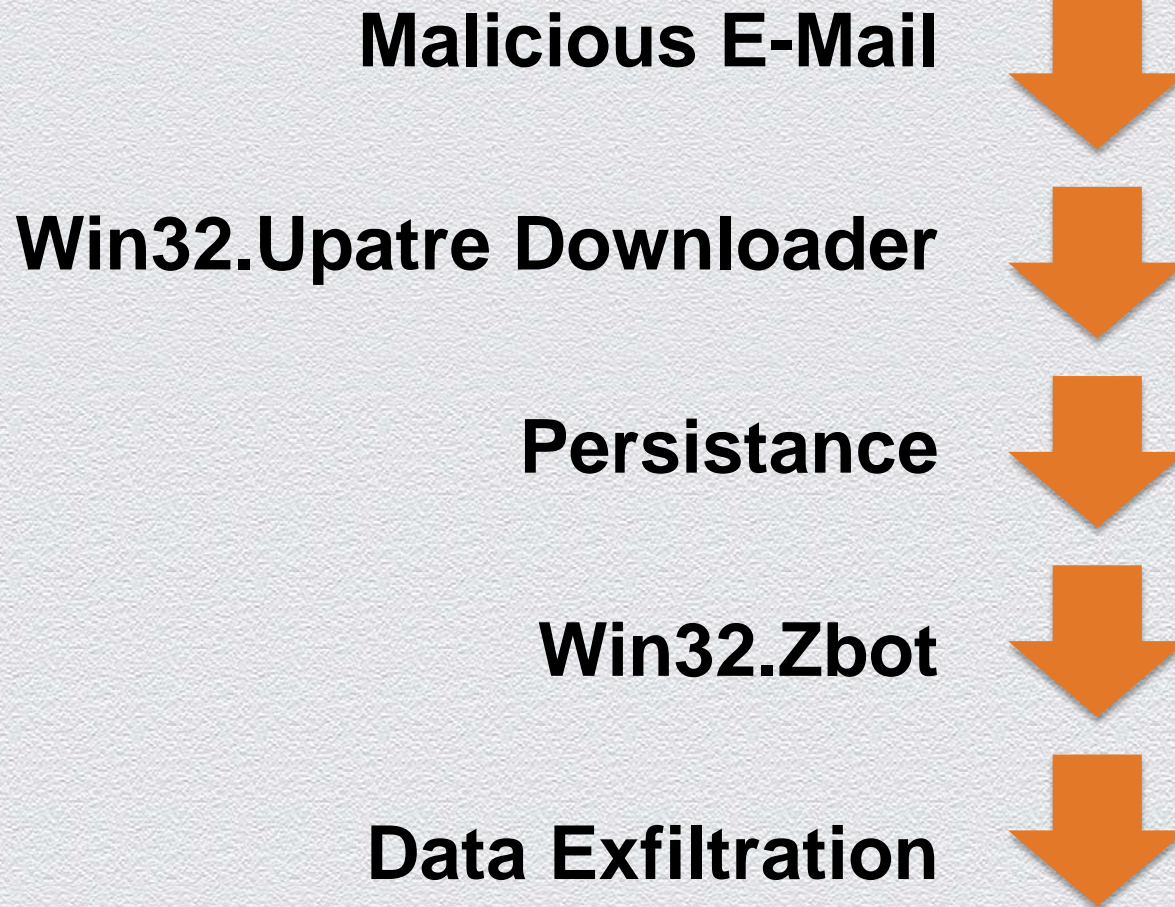 Malicious E-Mail
Win32.Upatre Downloader
Persistance
Win32.Zbot
Data Exfiltration